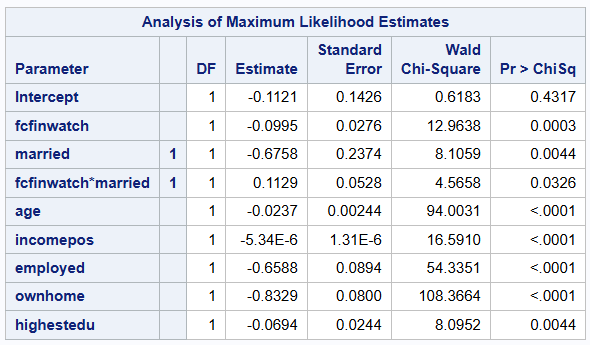 Analysis of Maximum Likelihood Estimates
Parameter DF Estimate Standard Error Wald Chi-Square Pr > ChiSq
Intercept 1 -0.1121 0.1426 0.6183 0.4317
fcfinwatch 1 -0.0995 0.0276 12.9638 0.0003
married 1 1 -0.6758 0.2374 8.1059 0.0044
fcfinwatch*married 1 1 0.1129 0.0528 4.5658 0.0326
age 1 -0.0237 0.00244 94.0031 <.0001
incomepos 1 -5.34E-6 1.31E-6 16.5910 <.0001
employed 1 -0.6588 0.0894 54.3351 <.0001
ownhome 1 -0.8329 0.0800 108.3664 <.0001
highestedu 1 -0.0694 0.0244 8.0952 0.0044